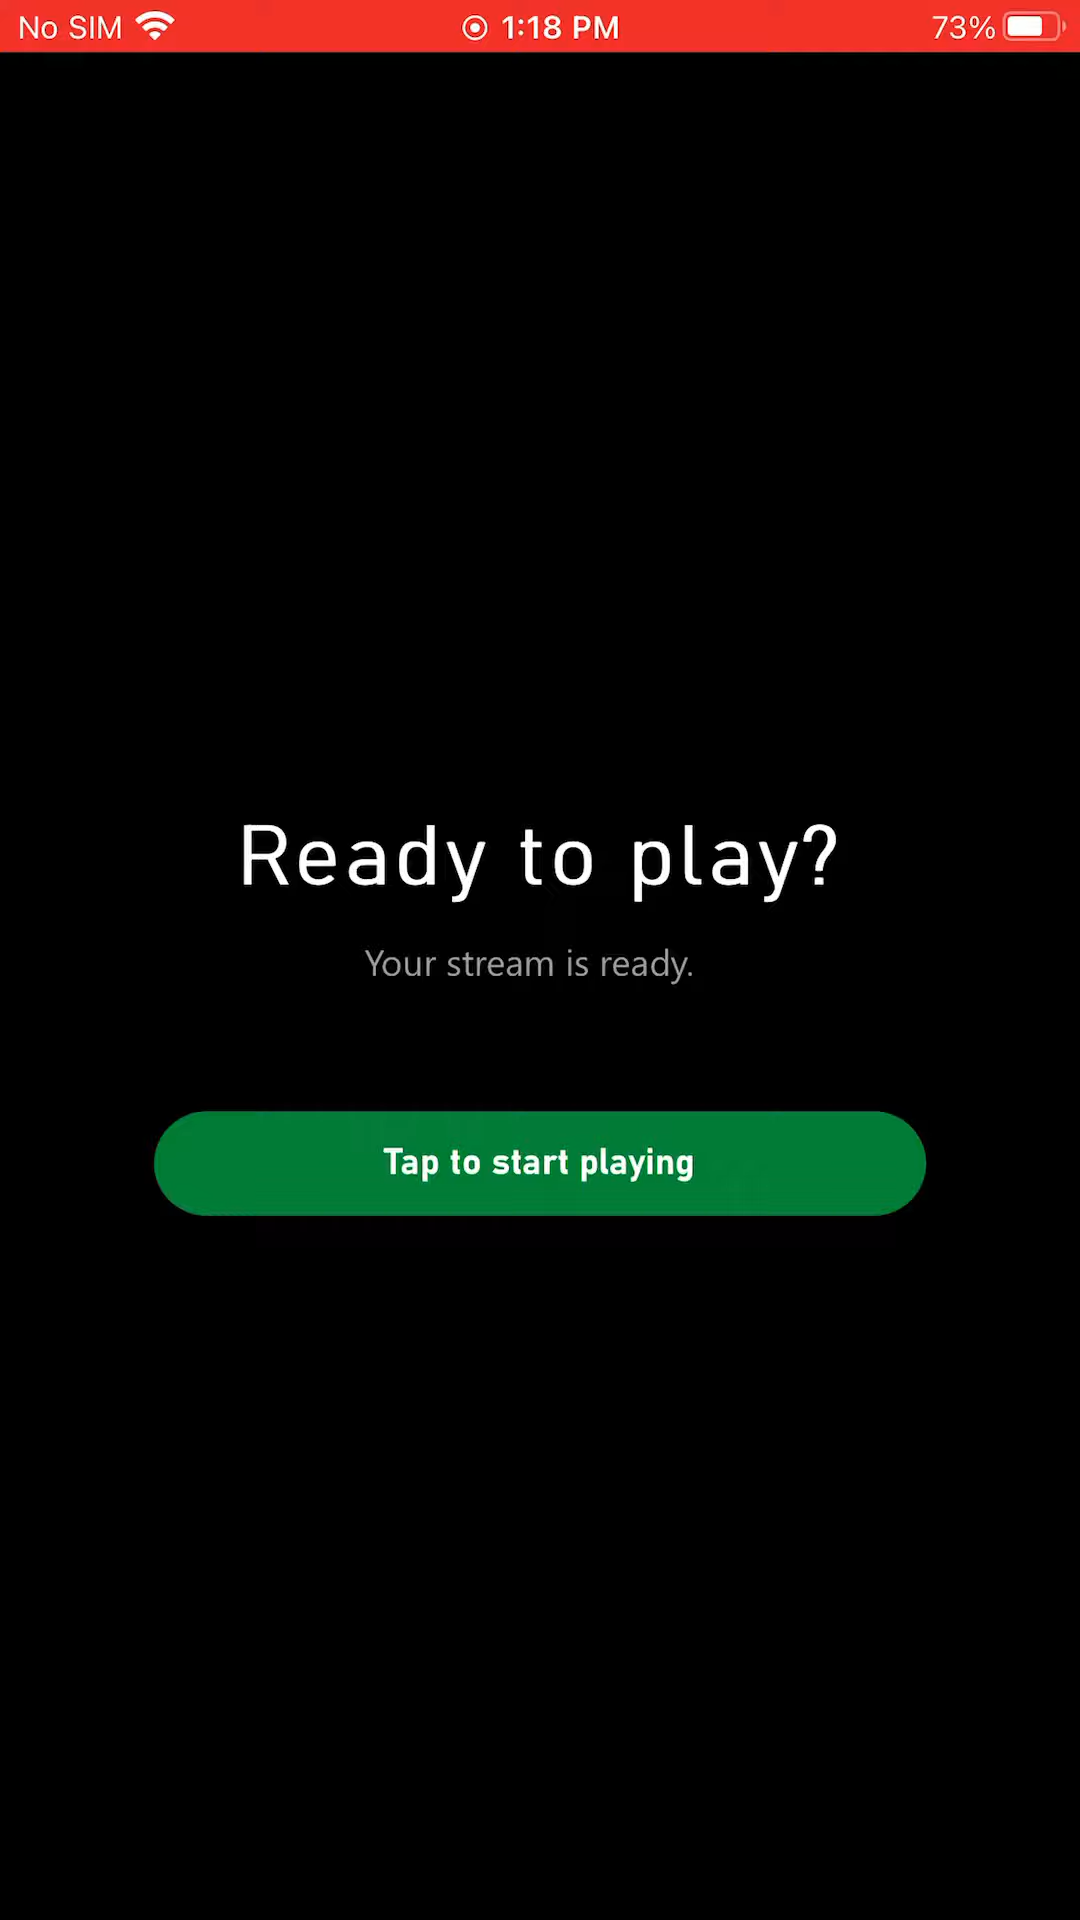 No SIM 1:18 PM 73%
Ready to play?
Your stream is ready.
Tap to start playing